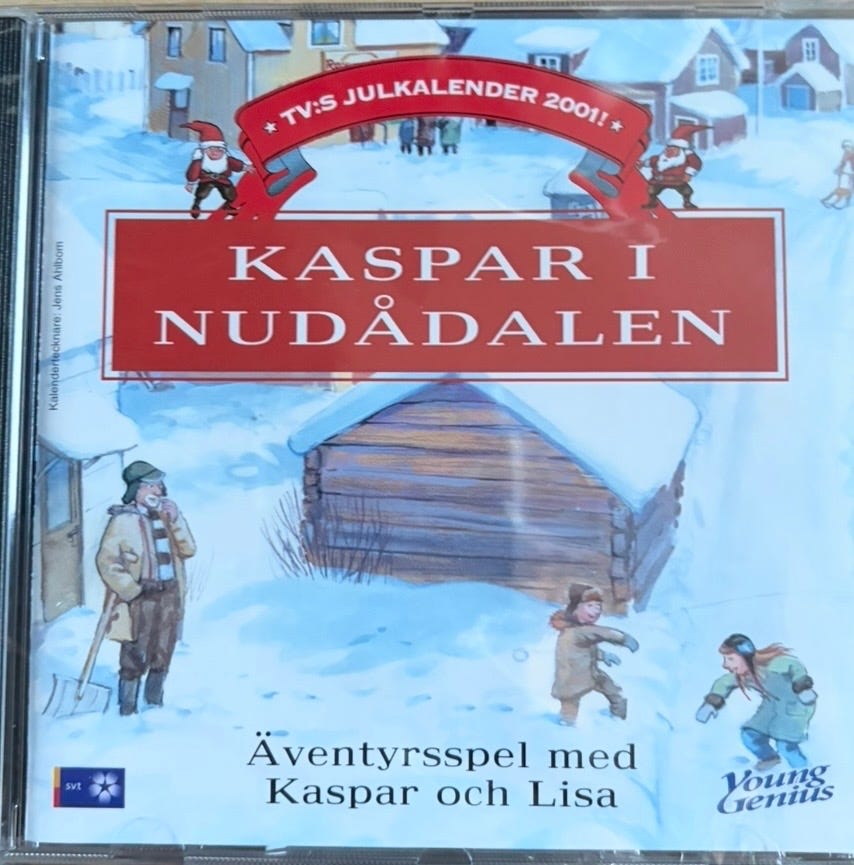 TV:S JULKALENDER 2001!
KASPAR I
NUDÅDALEN
Kalendertecknare: Jens Ahlbom
Äventyrsspel med
Kaspar och Lisa
svt
Young
Genius